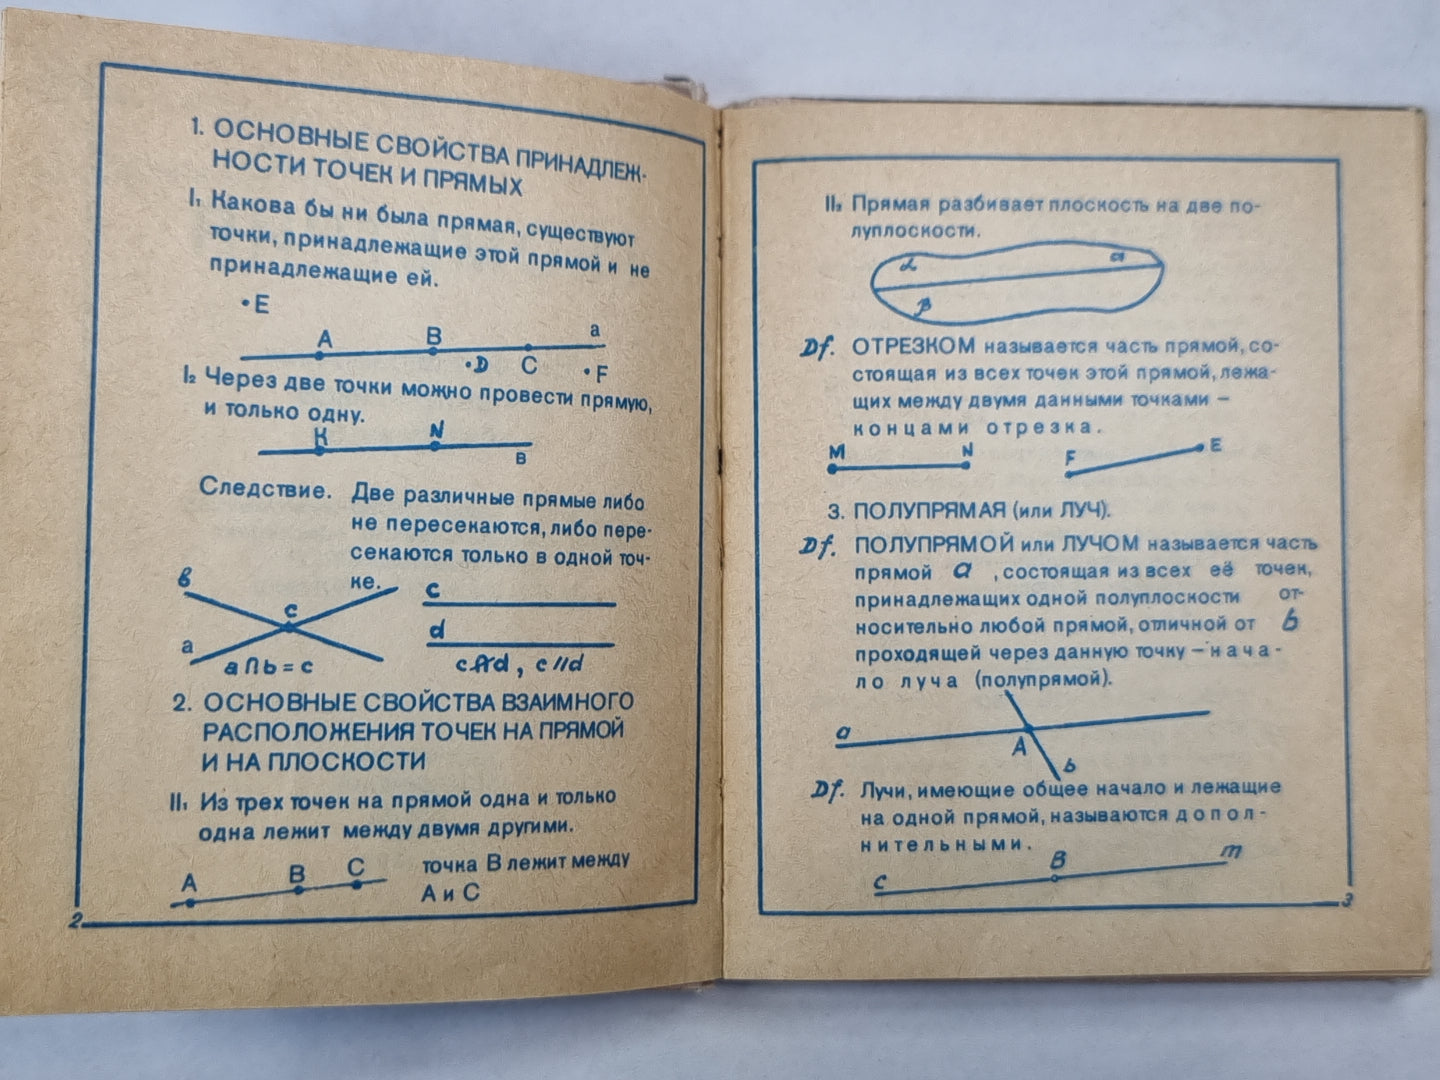 1. ОСНОВНЫЕ СВОЙСТВА ПРИНАДЛЕЖ-
НОСТИ ТОЧЕК И ПРЯМЫХ
I₁ Какова бы ни была прямая, существуют
точки, принадлежащие этой прямой и не
принадлежащие ей.
• E
A B a
• D C • F
I₂ Через две точки можно провести прямую,
и только одну.
K N
в
Следствие. Две различные прямые либо
не пересекаются, либо пере-
секаются только в одной точ-
ке.
в c c
a d
a ∩ b = c c ∦ d , c // d
2. ОСНОВНЫЕ СВОЙСТВА ВЗАИМНОГО
РАСПОЛОЖЕНИЯ ТОЧЕК НА ПРЯМОЙ
И НА ПЛОСКОСТИ
II₁ Из трех точек на прямой одна и только
одна лежит между двумя другими.
A B C точка B лежит между
A и C
2
II₂ Прямая разбивает плоскость на две по-
луплоскости.
α a
β
Df. ОТРЕЗКОМ называется часть прямой, со-
стоящая из всех точек этой прямой, лежа-
щих между двумя данными точками —
концами отрезка.
M N F E
3. ПОЛУПРЯМАЯ (или ЛУЧ).
Df. ПОЛУПРЯМОЙ или ЛУЧОМ называется часть
прямой a , состоящая из всех её точек,
принадлежащих одной полуплоскости от-
носительно любой прямой, отличной от b
проходящей через данную точку — нача-
ло луча (полупрямой).
a A b
Df. Лучи, имеющие общее начало и лежащие
на одной прямой, называются допол-
нительными.
c B m
3